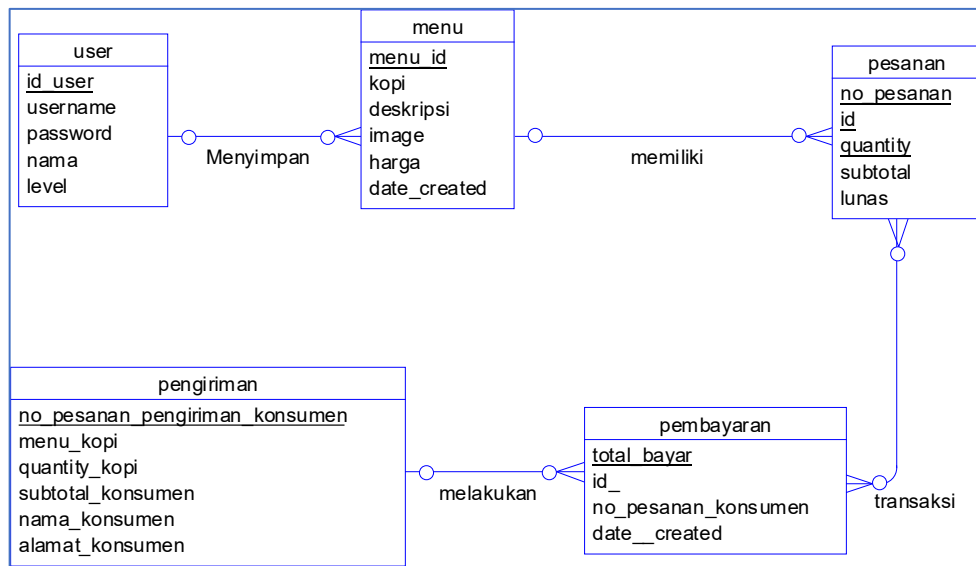 user
id_user
username
password
nama
level
Menyimpan
menu
menu_id
kopi
deskripsi
image
harga
date_created
memiliki
pesanan
no_pesanan
id
quantity
subtotal
lunas
pengiriman
no_pesanan_pengiriman_konsumen
menu_kopi
quantity_kopi
subtotal_konsumen
nama_konsumen
alamat_konsumen
melakukan
pembayaran
total_bayar
id_
no_pesanan_konsumen
date__created
transaksi